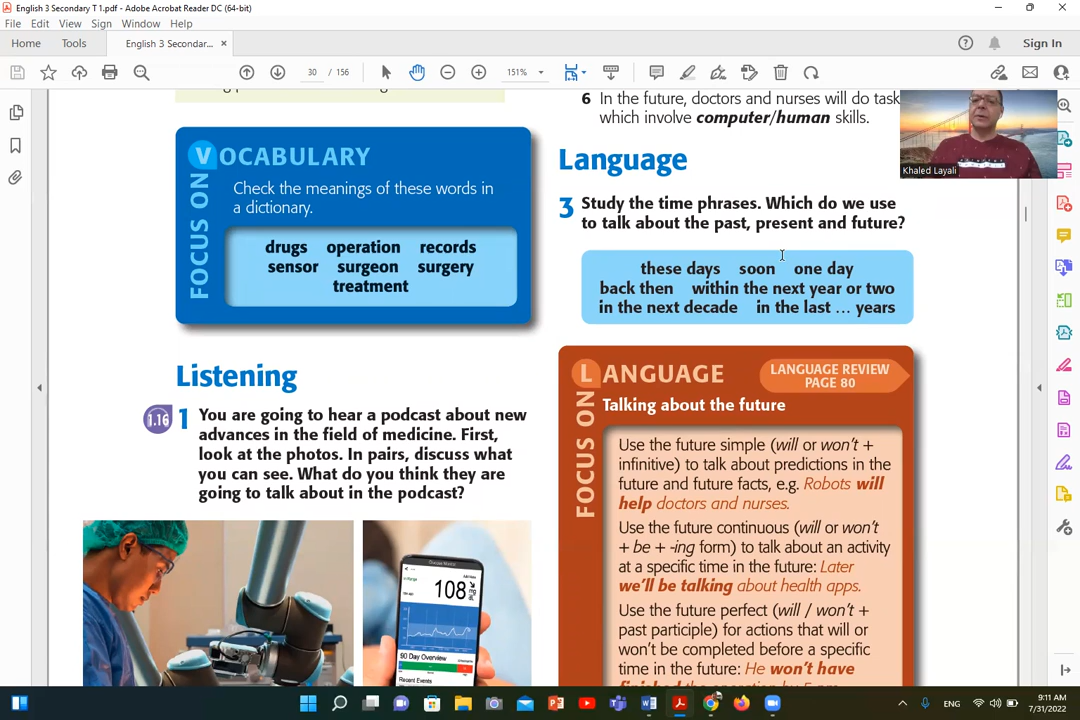 English 3 Secondary T 1.pdf - Adobe Acrobat Reader DC (64-bit)
File Edit View Sign Window Help
Home Tools English 3 Secondar... × Sign In
30 / 156 151%
6 In the future, doctors and nurses will do task
which involve computer/human skills.
Khaled Layali
FOCUS ON
VOCABULARY
Check the meanings of these words in
a dictionary.
drugs operation records
sensor surgeon surgery
treatment
Listening
1.16 1 You are going to hear a podcast about new
advances in the field of medicine. First,
look at the photos. In pairs, discuss what
you can see. What do you think they are
going to talk about in the podcast?
108
90 Day Overview
Recent Events
Language
3 Study the time phrases. Which do we use
to talk about the past, present and future?
these days soon one day
back then within the next year or two
in the next decade in the last ... years
FOCUS ON
LANGUAGE
LANGUAGE REVIEW
PAGE 80
Talking about the future
Use the future simple (will or won't +
infinitive) to talk about predictions in the
future and future facts, e.g. Robots will
help doctors and nurses.
Use the future continuous (will or won't
+ be + -ing form) to talk about an activity
at a specific time in the future: Later
we'll be talking about health apps.
Use the future perfect (will / won't +
past participle) for actions that will or
won't be completed before a specific
time in the future: He won't have
finished the operation by 5 pm
ENG
9:11 AM
7/31/2022